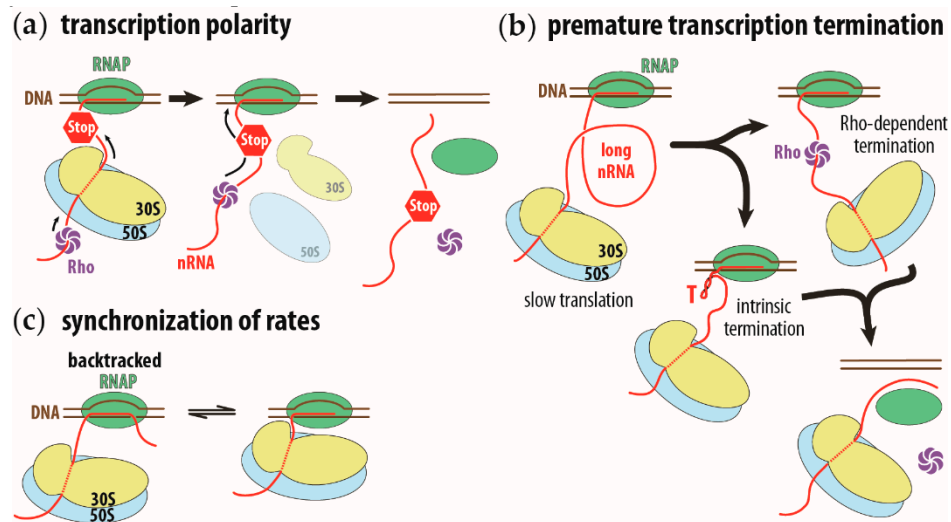 (a) transcription polarity
RNAP
DNA
Stop
30S
50S
Rho
Stop
30S
50S
nRNA
Stop
(b) premature transcription termination
RNAP
DNA
long
nRNA
30S
50S
slow translation
Rho
Rho-dependent
termination
T
intrinsic
termination
(c) synchronization of rates
backtracked
RNAP
DNA
30S
50S